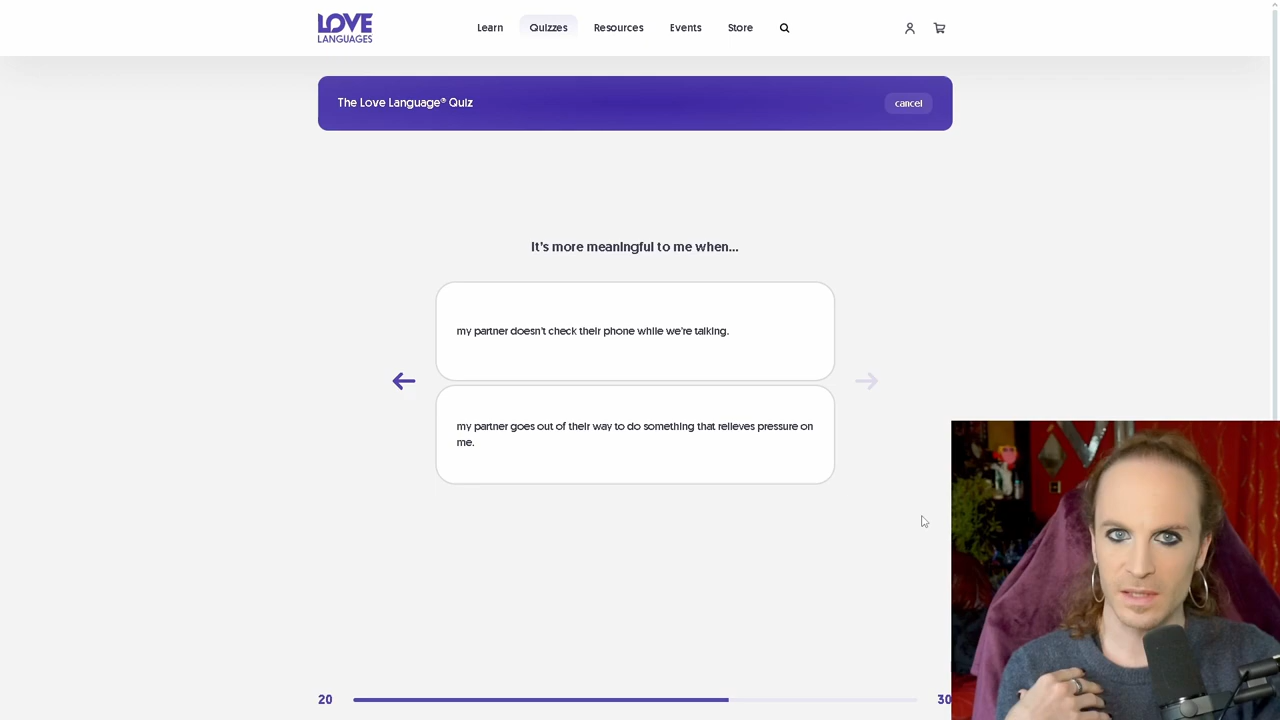 LOVE
LANGUAGES
Learn
Quizzes
Resources
Events
Store
The Love Language® Quiz
cancel
It's more meaningful to me when...
my partner doesn't check their phone while we're talking.
my partner goes out of their way to do something that relieves pressure on
me.
20
30